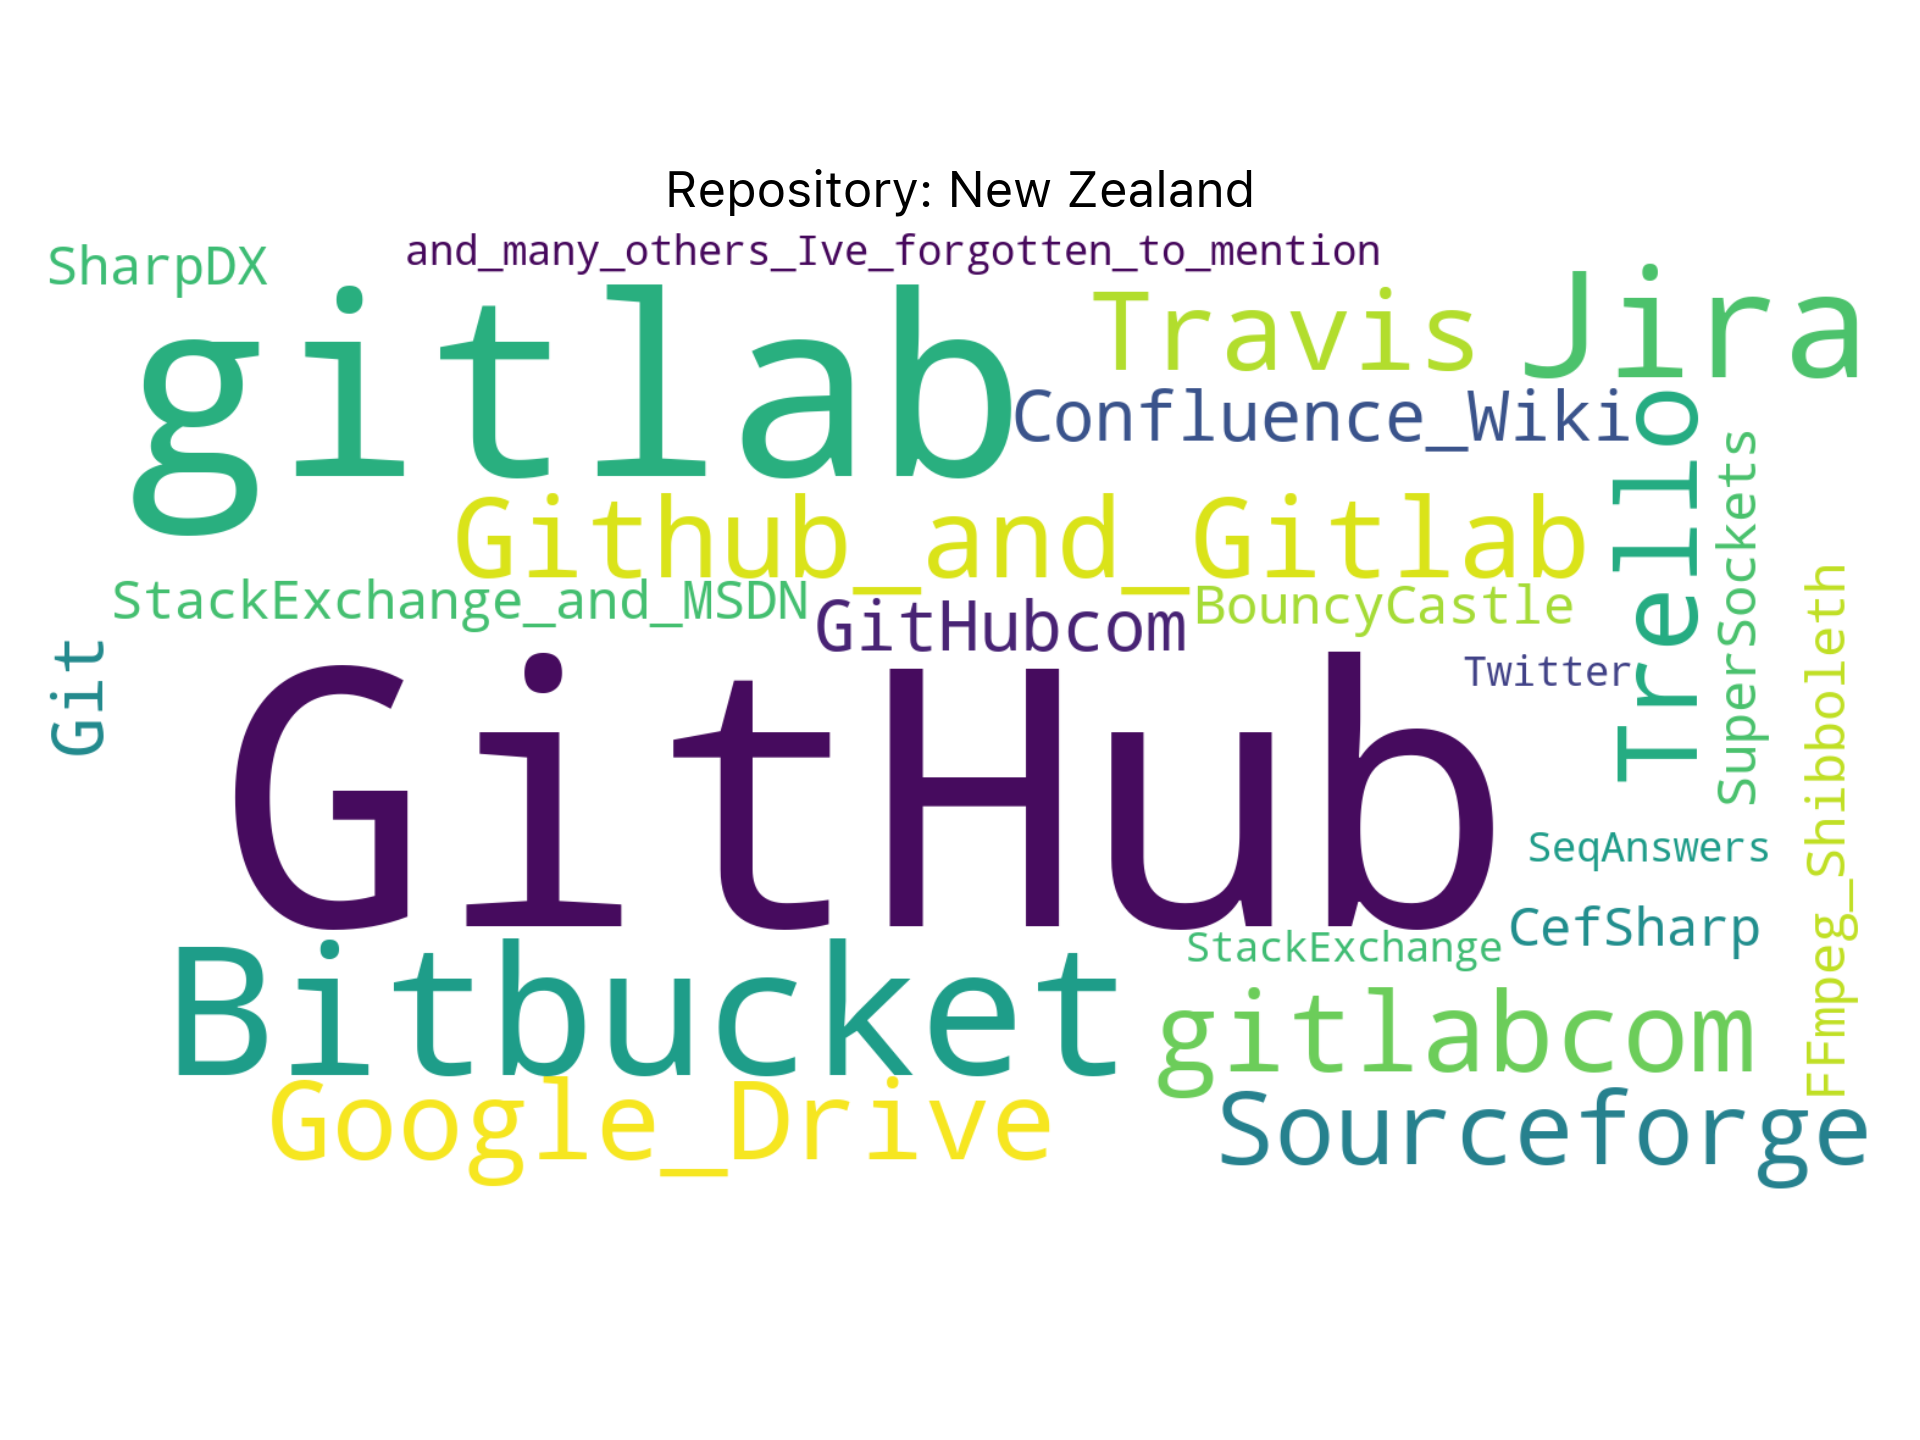 Repository: New Zealand
SharpDX
and_many_others_Ive_forgotten_to_mention
gitlab
Travis
Jira
Confluence_Wiki
Trello
Github_and_Gitlab
SuperSockets
StackExchange_and_MSDN
GitHubcom
BouncyCastle
FFmpeg_Shibboleth
Git
Twitter
GitHub
SeqAnswers
CefSharp
StackExchange
Bitbucket
gitlabcom
Google_Drive
Sourceforge